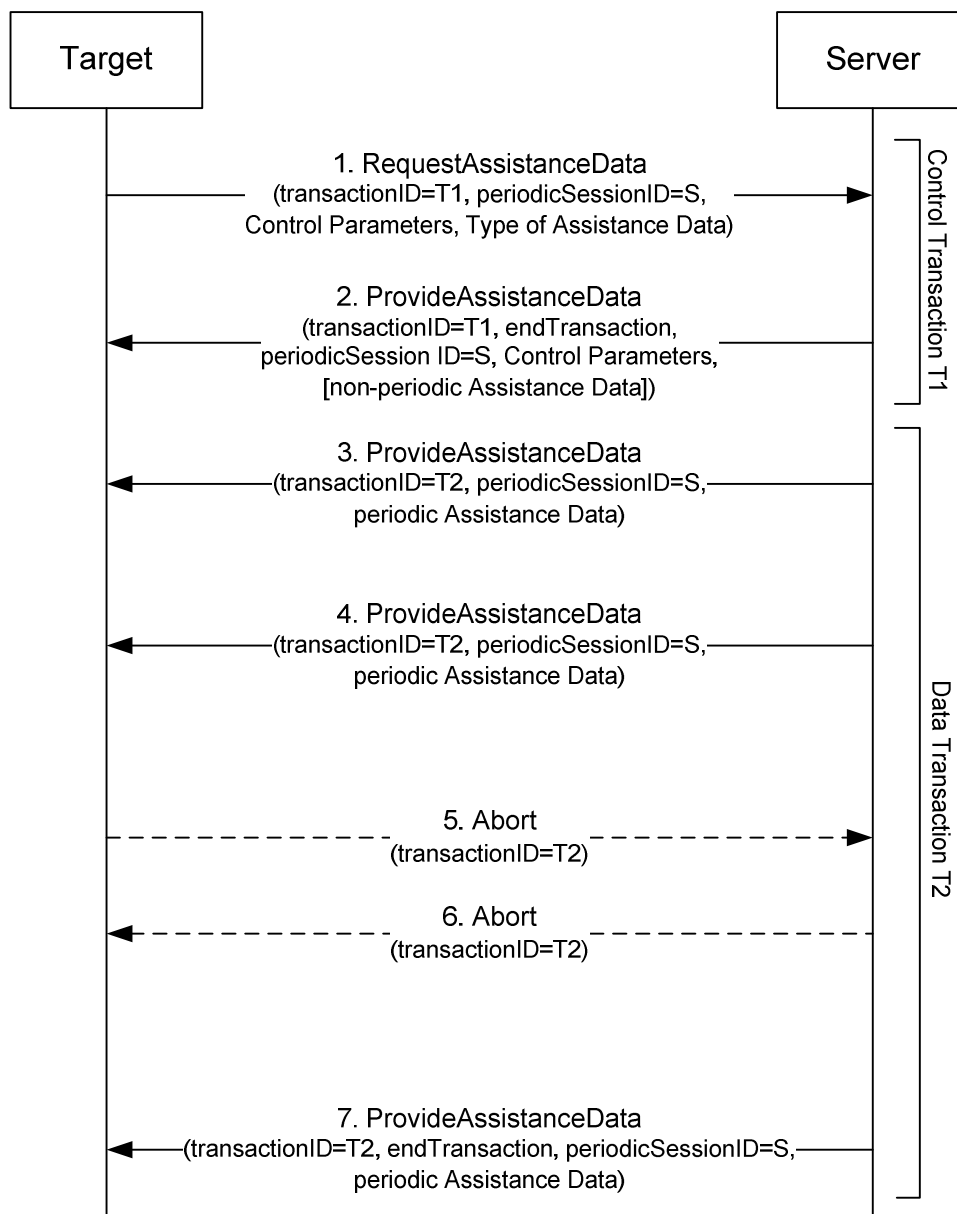 Target
Server
1. RequestAssistanceData
(transactionID=T1, periodicSessionID=S,
Control Parameters, Type of Assistance Data)
2. ProvideAssistanceData
(transactionID=T1, endTransaction,
periodicSession ID=S, Control Parameters,
[non-periodic Assistance Data])
Control Transaction T1
3. ProvideAssistanceData
(transactionID=T2, periodicSessionID=S,
periodic Assistance Data)
4. ProvideAssistanceData
(transactionID=T2, periodicSessionID=S,
periodic Assistance Data)
5. Abort
(transactionID=T2)
6. Abort
(transactionID=T2)
7. ProvideAssistanceData
(transactionID=T2, endTransaction, periodicSessionID=S,
periodic Assistance Data)
Data Transaction T2